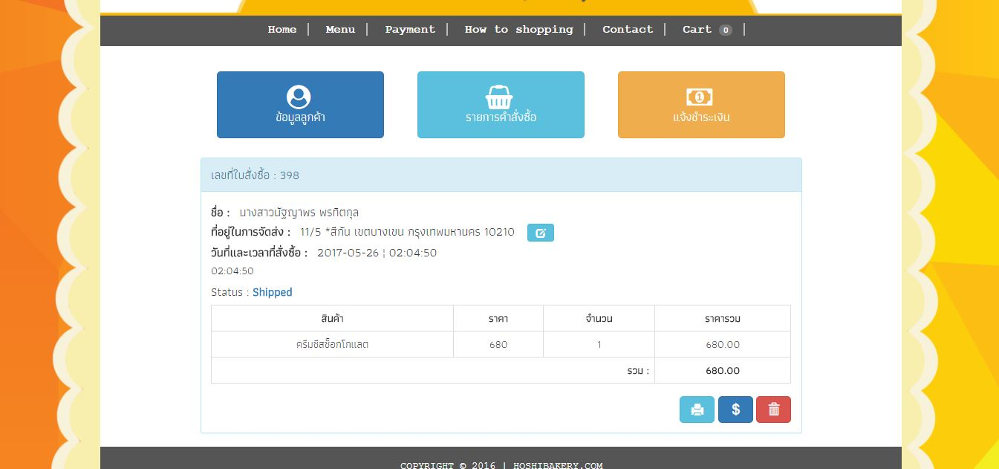 Home | Menu | Payment | How to shopping | Contact | Cart 0 |
ข้อมูลลูกค้า
รายการคำสั่งซื้อ
แจ้งชำระเงิน
เลขที่ใบสั่งซื้อ : 398
ชื่อ : นางสาวนัฐญาพร พรทิตกุล
ที่อยู่ในการจัดส่ง : 11/5 *สีกัน เขตบางเขน กรุงเทพมหานคร 10210
วันที่และเวลาที่สั่งซื้อ : 2017-05-26 ¦ 02:04:50
02:04:50
Status : Shipped
สินค้า ราคา จำนวน ราคารวม
ครีมชีสช็อกโกแลต 680 1 680.00
รวม : 680.00
$
COPYRIGHT © 2016 | HOSHIBAKERY.COM